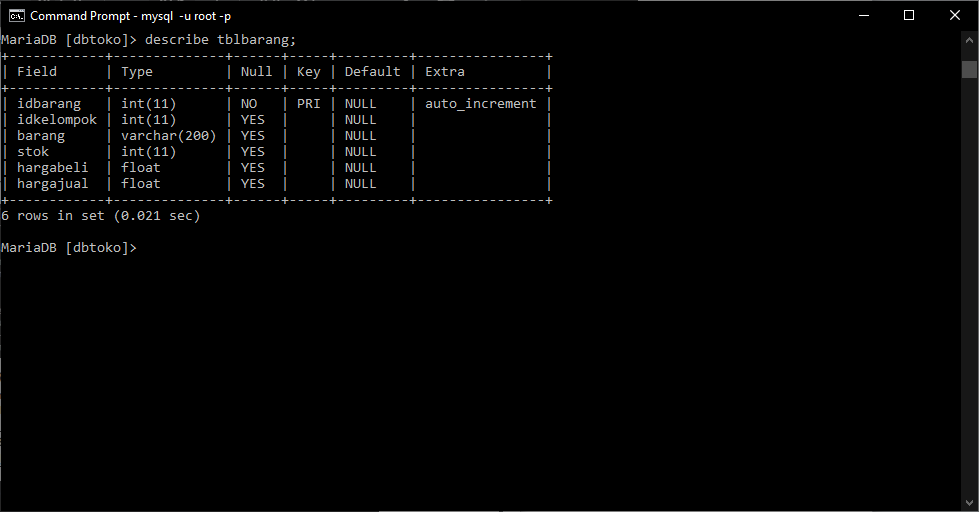 Command Prompt - mysql  -u root -p
MariaDB [dbtoko]> describe tblbarang;
+------------+--------------+------+-----+---------+----------------+
| Field      | Type         | Null | Key | Default | Extra          |
+------------+--------------+------+-----+---------+----------------+
| idbarang   | int(11)      | NO   | PRI | NULL    | auto_increment |
| idkelompok | int(11)      | YES  |     | NULL    |                |
| barang     | varchar(200) | YES  |     | NULL    |                |
| stok       | int(11)      | YES  |     | NULL    |                |
| hargabeli  | float        | YES  |     | NULL    |                |
| hargajual  | float        | YES  |     | NULL    |                |
+------------+--------------+------+-----+---------+----------------+
6 rows in set (0.021 sec)
MariaDB [dbtoko]>